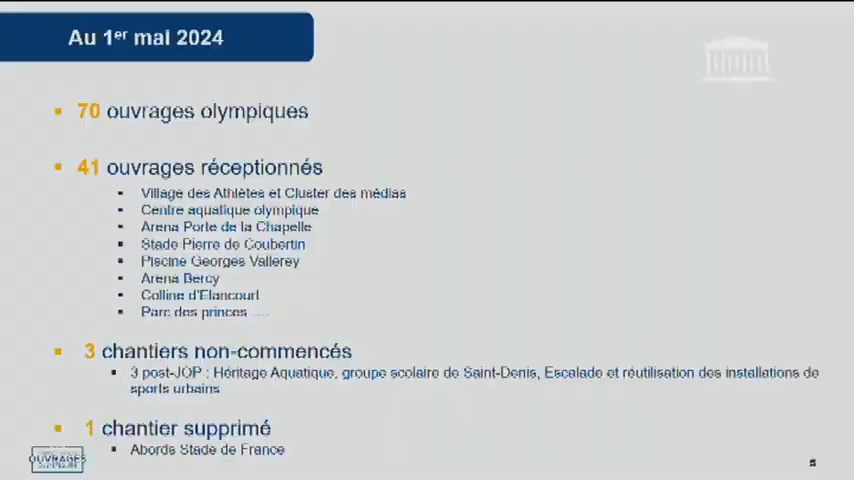 Au 1er mai 2024
70 ouvrages olympiques
41 ouvrages réceptionnés
Village des Athlètes et Cluster des médias
Centre aquatique olympique
Arena Porte de la Chapelle
Stade Pierre de Coubertin
Piscine Georges Vallerey
Arena Bercy
Colline d'Elancourt
Parc des princes ....
3 chantiers non-commencés
3 post-JOP : Héritage Aquatique, groupe scolaire de Saint-Denis, Escalade et réutilisation des installations de
sports urbains
1 chantier supprimé
Abords Stade de France
OUVRAGES
5